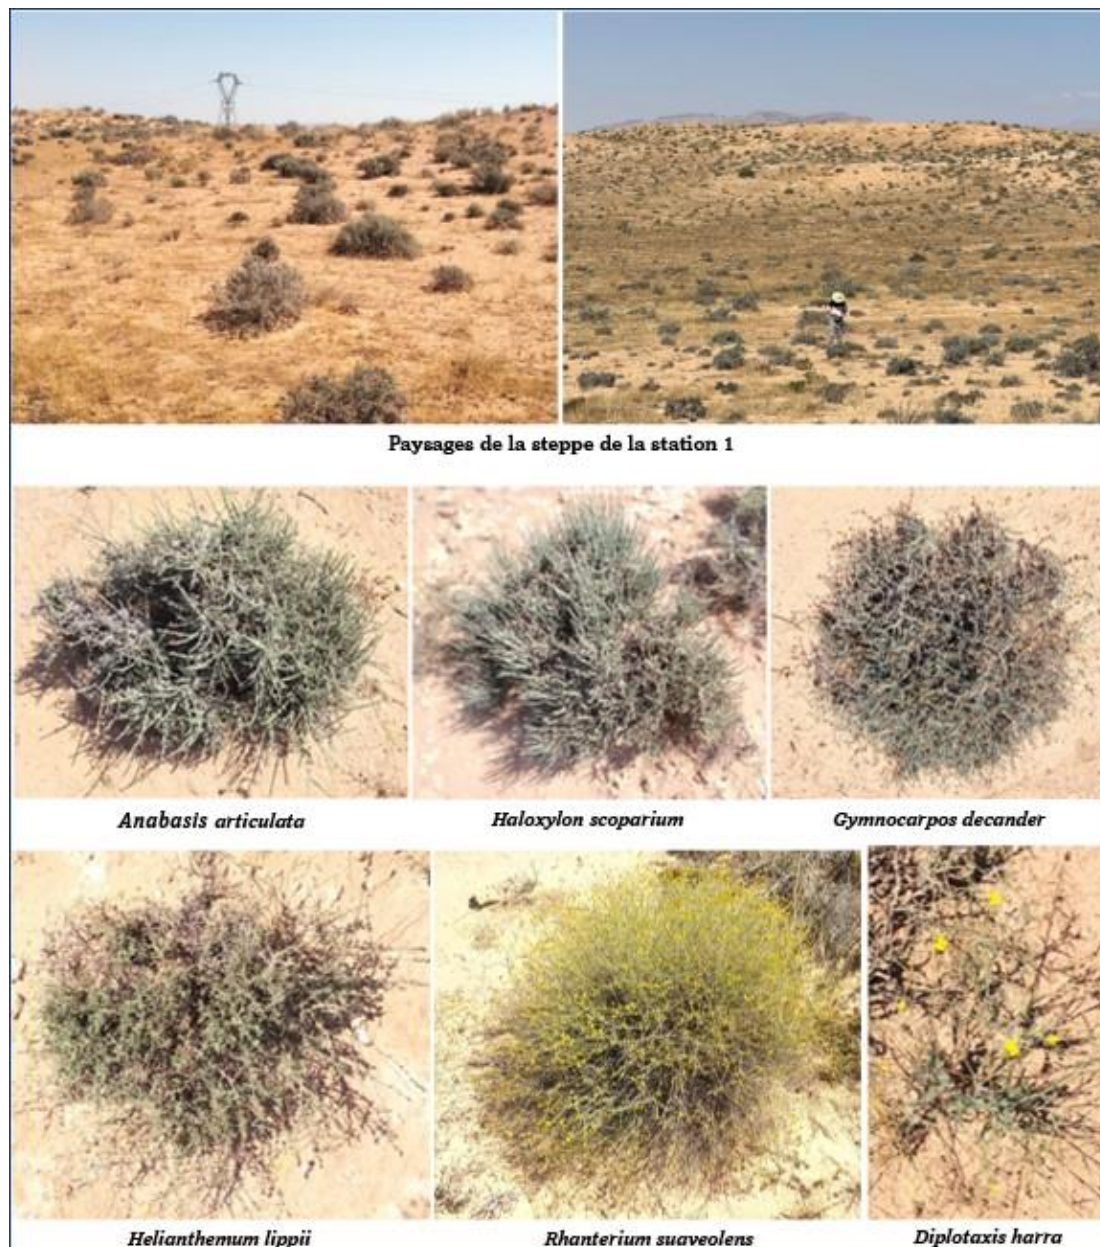 Paysages de la steppe de la station 1
Anabasis articulata
Haloxylon scoparium
Gymnocarpos decander
Helianthemum lippii
Rhanterium suaveolens
Diplotaxis harra